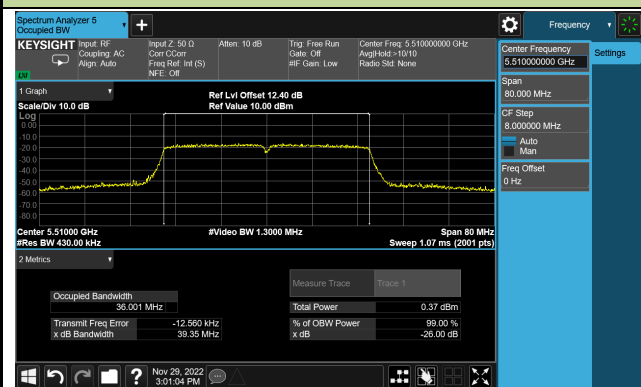 Spectrum Analyzer 5
Occupied BW
Frequency
KEYSIGHT
Input: RF
Coupling: AC
Align: Auto
Input Z: 50 Ω
Corr CCorr
Freq Ref: Int (S)
NFE: Off
Atten: 10 dB
Trig: Free Run
Gate: Off
#IF Gain: Low
Center Freq: 5.510000000 GHz
Avg|Hold:>10/10
Radio Std: None
LXI
Center Frequency
5.510000000 GHz
Settings
Span
80.000 MHz
CF Step
8.000000 MHz
Auto
Man
Freq Offset
0 Hz
1 Graph
Scale/Div 10.0 dB
Ref Lvl Offset 12.40 dB
Ref Value 10.00 dBm
Log
0.00
-10.0
-20.0
-30.0
-40.0
-50.0
-60.0
-70.0
-80.0
Center 5.51000 GHz
#Res BW 430.00 kHz
#Video BW 1.3000 MHz
Span 80 MHz
Sweep 1.07 ms (2001 pts)
2 Metrics
Measure Trace
Trace 1
Occupied Bandwidth
36.001 MHz
Total Power
0.37 dBm
Transmit Freq Error
-12.560 kHz
% of OBW Power
99.00 %
x dB Bandwidth
39.35 MHz
x dB
-26.00 dB
?
Nov 29, 2022
3:01:04 PM